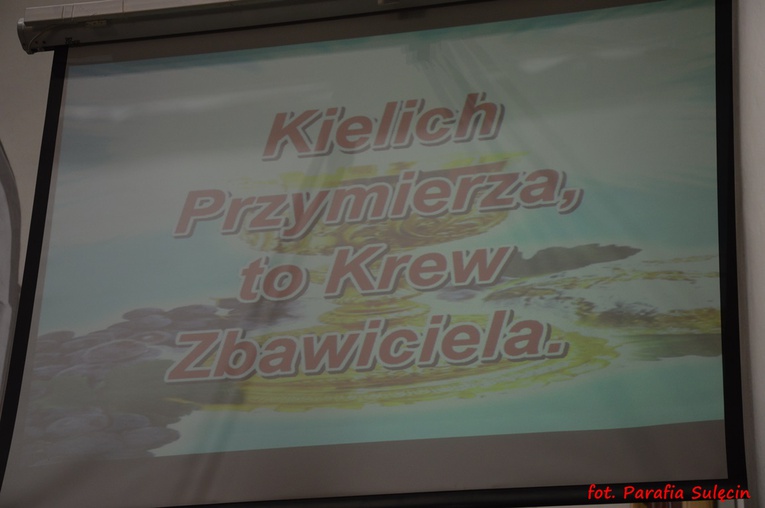 Kielich
Przymierza,
to Krew
Zbawiciela.
fot. Parafia Sulęcin